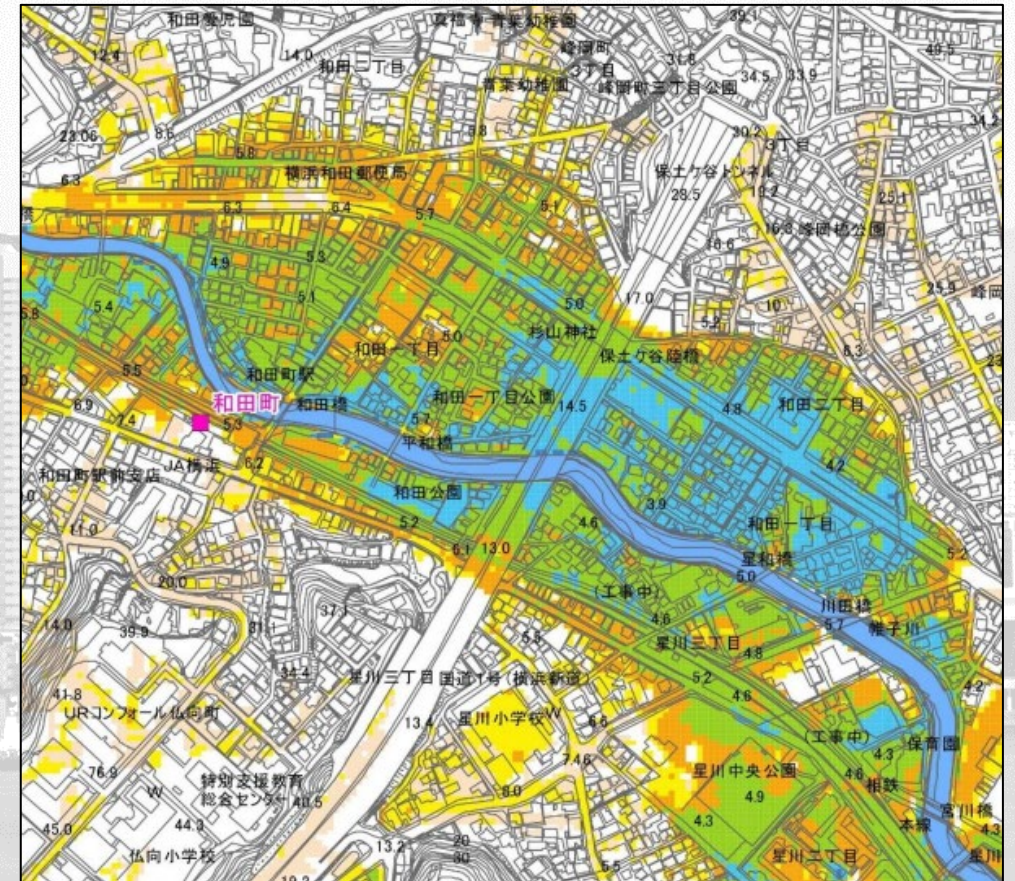 和田愛児園
真福寺青葉幼稚園
39.1
12.4
14.0
和田三丁目
峰岡町
3丁目
31.8
49.5
青葉幼稚園
峰岡町三丁目公園
34.5
33.9
23.06
8.6
5.8
5.8
30.2
3丁目
31.2
6.3
横浜和田郵便局
保土ケ谷トンネル
28.5
19.2
25.1
6.3
6.4
5.7
5.1
16.6
16.3
峰岡橋公園
4.9
5.3
5.1
5.4
5.0
17.0
10
25.9
峰岡
5.8
和田一丁目
5.0
杉山神社
5.2
保土ケ谷陸橋
6.3
23
5.5
和田町駅
和田町
和田橋
和田一丁目公園
14.5
4.8
和田二丁目
6.9
7.4
5.3
5.7
平和橋
JA横浜
6.2
4.2
和田町駅前支店
和田公園
3.9
11.0
5.2
4.6
和田一丁目
6.1
13.0
星和橋
5.0
5.2
20.0
(工事中)
川田橋
14.0
39.9
31.1
37.1
4.6
5.7
帷子川
5.6
星川三丁目
4.8
34.4
4.2
41.8
星川三丁目
国道1号(横浜新道)
5.2
4.6
URコンフォール仏向町
13.4
星川小学校
W
6.6
(工事中)
保育園
76.9
7.4
4.3
特別支援教育
総合センター
40.5
W
8.0
星川中央公園
4.6
相鉄
4.9
本線
宮川橋
45.0
44.3
4.3
4.3
仏向小学校
13.2
20
30
5.5
星川二丁目
星川